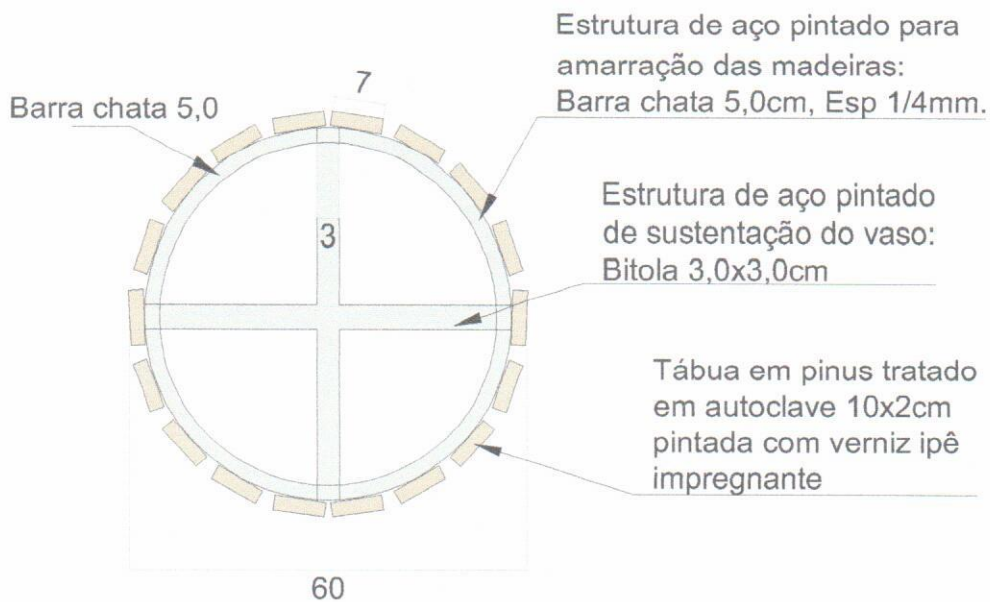 Estrutura de aço pintado para
amarração das madeiras:
Barra chata 5,0cm, Esp 1/4mm.
7
Barra chata 5,0
Estrutura de aço pintado
de sustentação do vaso:
Bitola 3,0x3,0cm
3
Tábua em pinus tratado
em autoclave 10x2cm
pintada com verniz ipê
impregnante
60